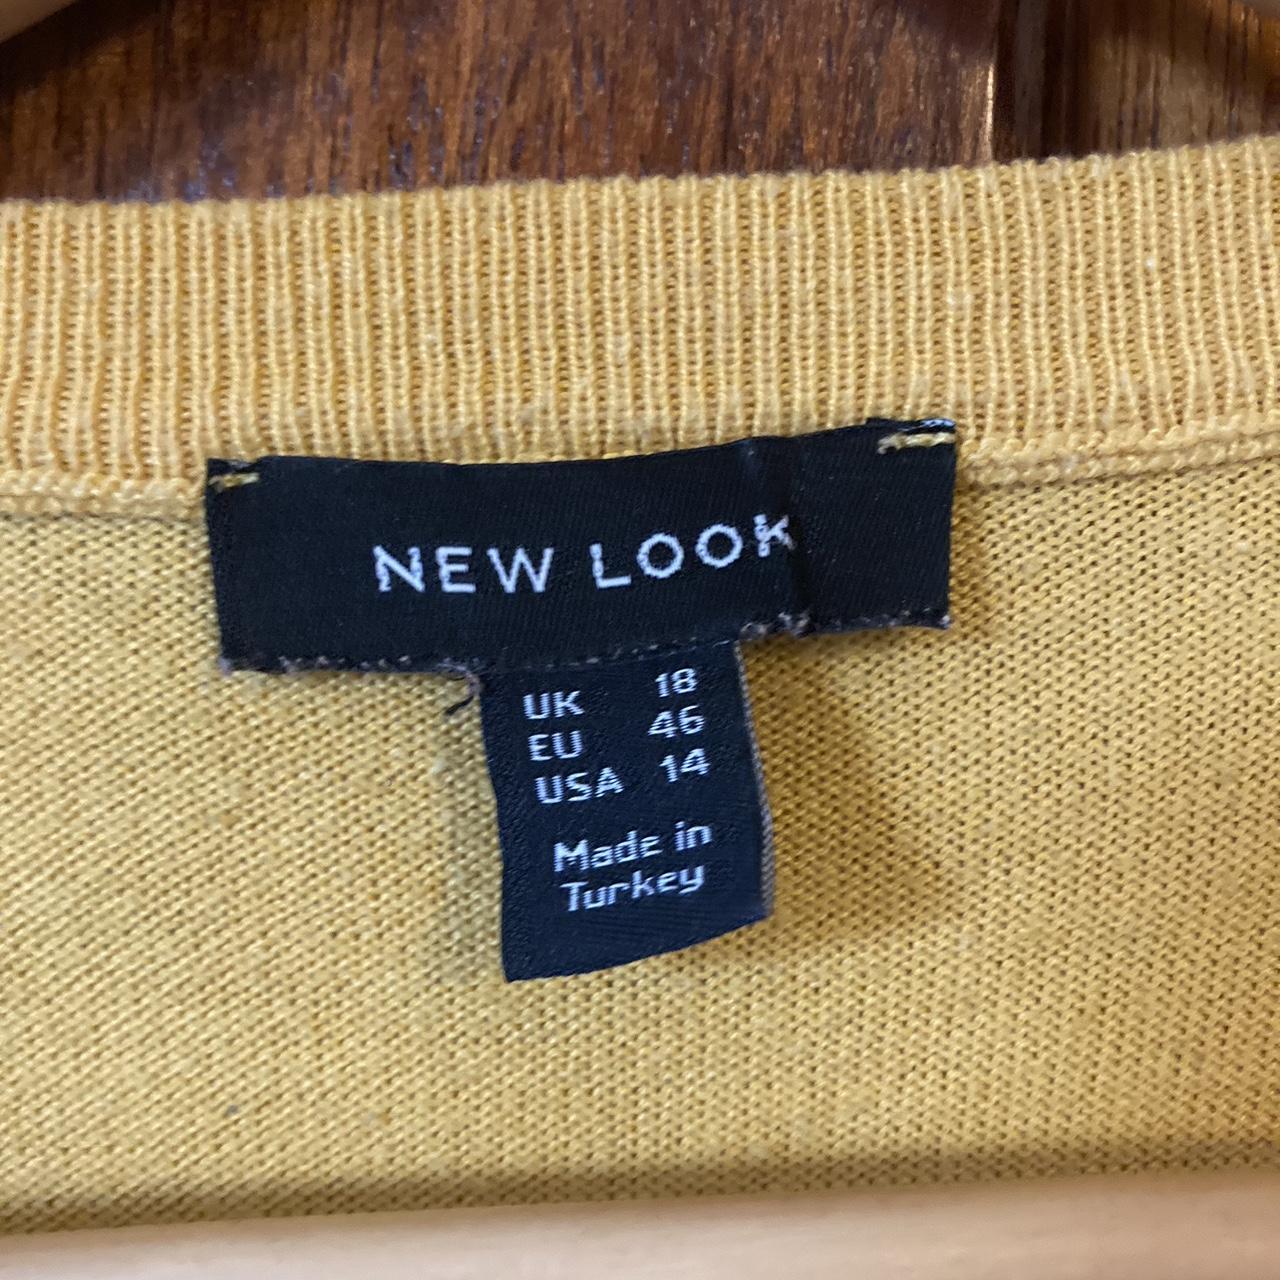 NEW LOOK
UK 18
EU 46
USA 14
Made in
Turkey